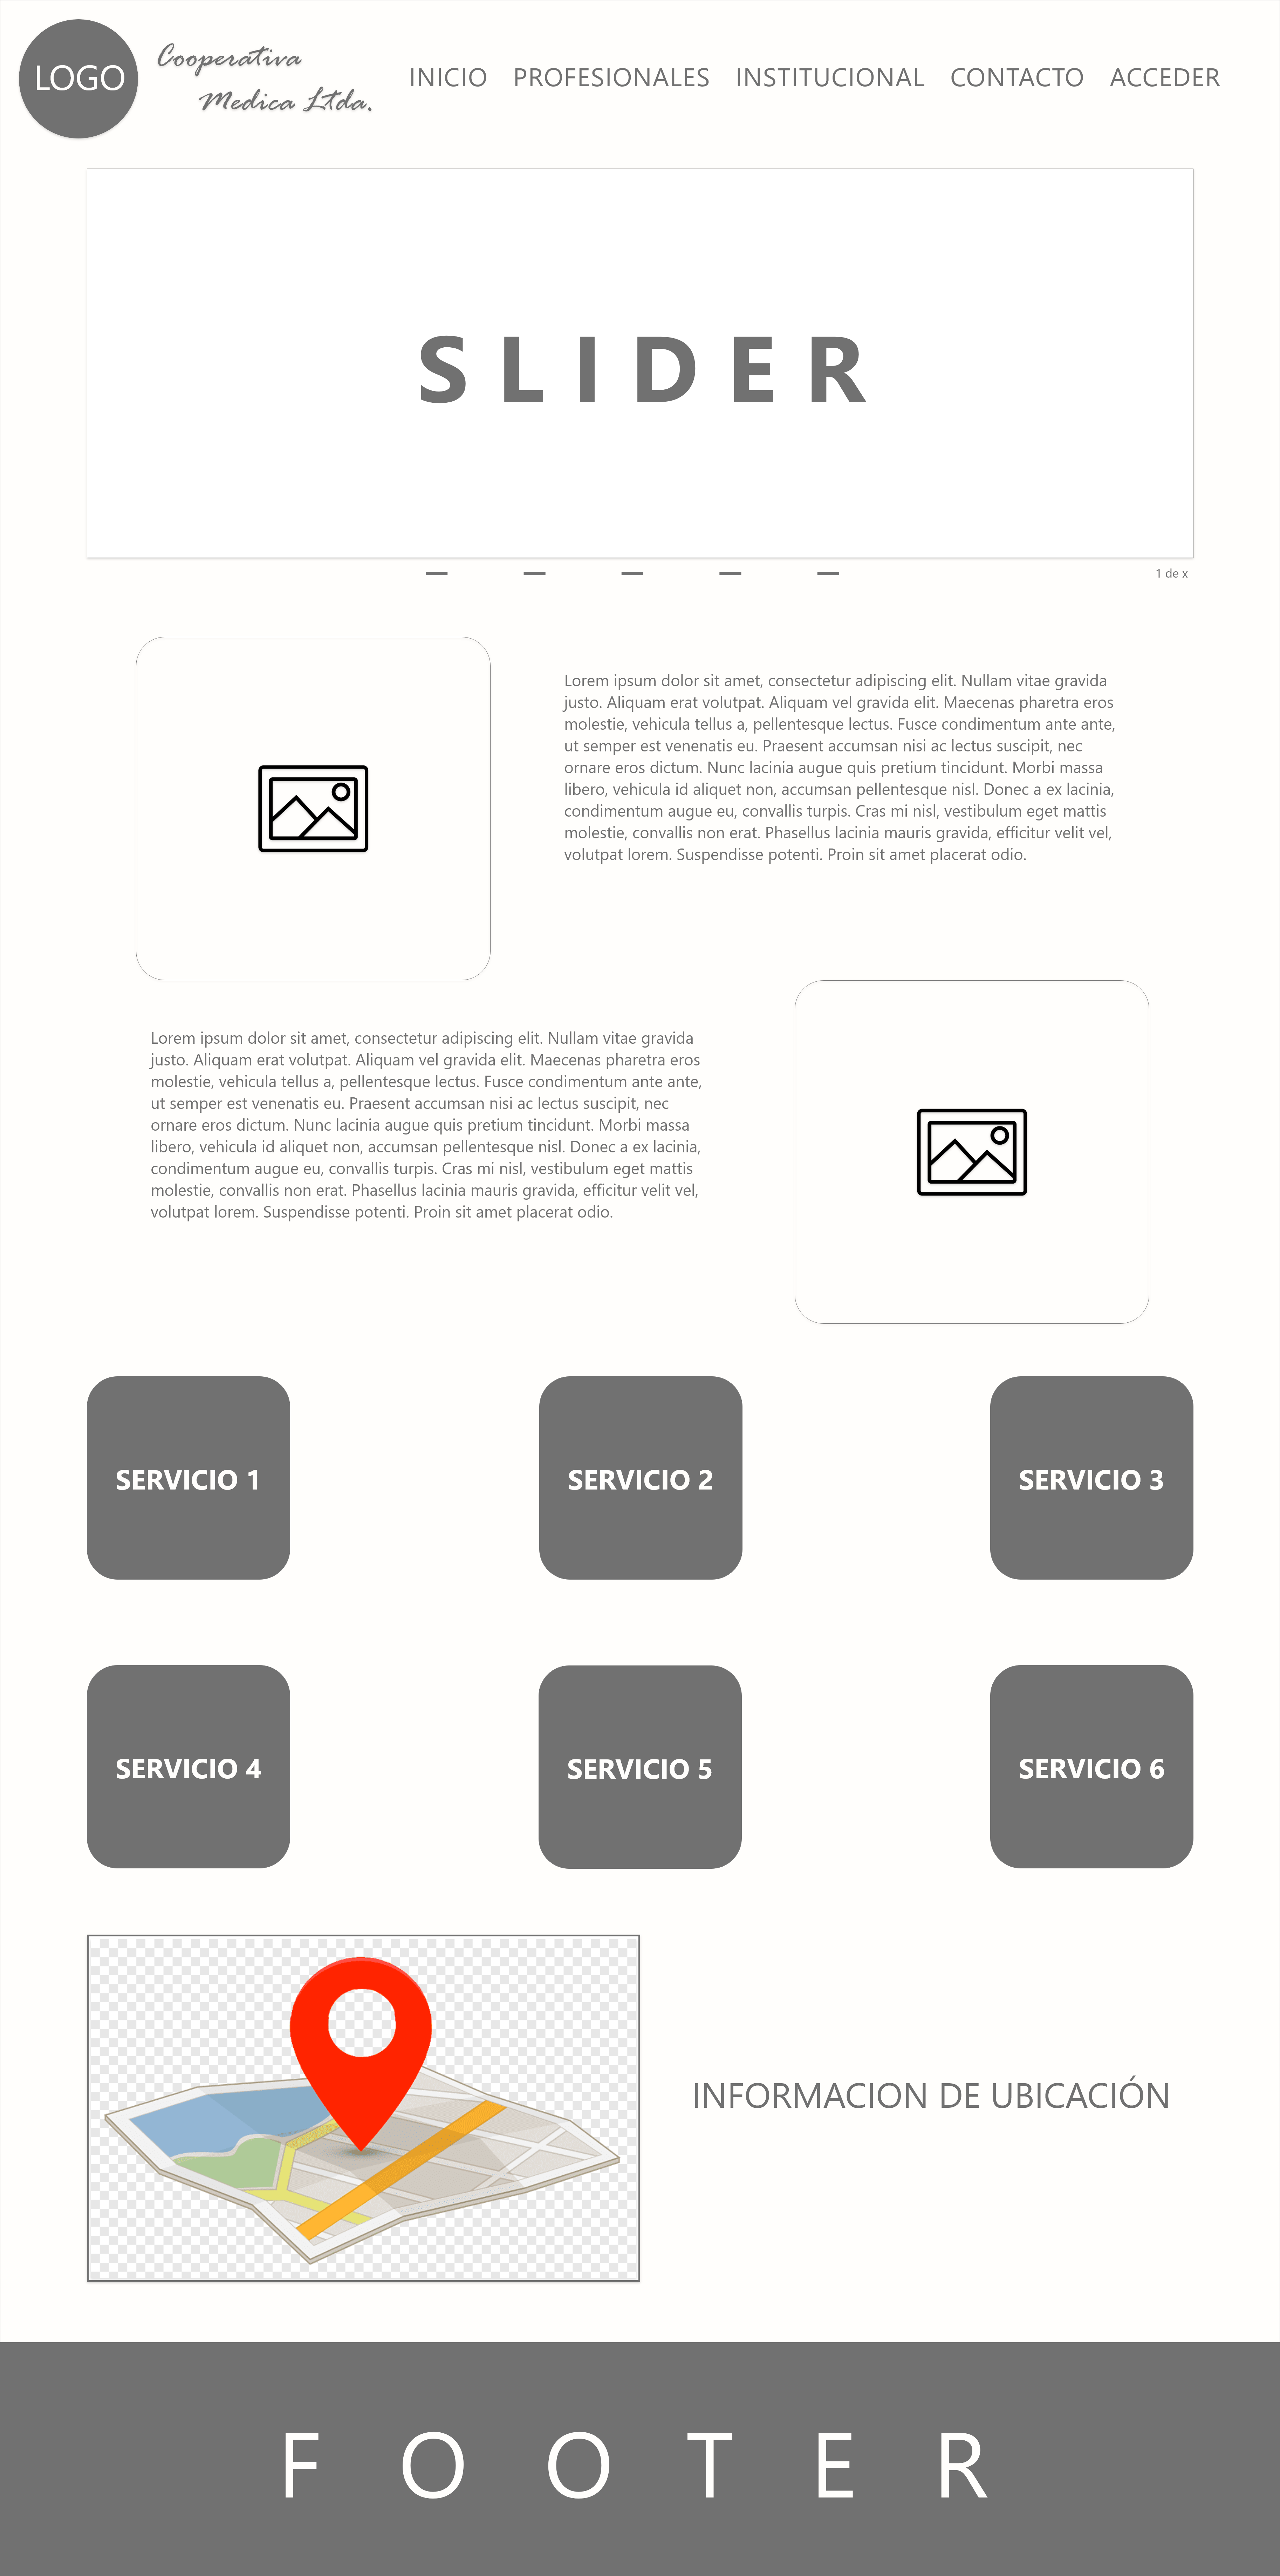 LOGO
Cooperativa
Medica Ltda.
INICIO PROFESIONALES INSTITUCIONAL CONTACTO ACCEDER
SLIDER
1 de x
Lorem ipsum dolor sit amet, consectetur adipiscing elit. Nullam vitae gravida
justo. Aliquam erat volutpat. Aliquam vel gravida elit. Maecenas pharetra eros
molestie, vehicula tellus a, pellentesque lectus. Fusce condimentum ante ante,
ut semper est venenatis eu. Praesent accumsan nisi ac lectus suscipit, nec
ornare eros dictum. Nunc lacinia augue quis pretium tincidunt. Morbi massa
libero, vehicula id aliquet non, accumsan pellentesque nisl. Donec a ex lacinia,
condimentum augue eu, convallis turpis. Cras mi nisl, vestibulum eget mattis
molestie, convallis non erat. Phasellus lacinia mauris gravida, efficitur velit vel,
volutpat lorem. Suspendisse potenti. Proin sit amet placerat odio.
Lorem ipsum dolor sit amet, consectetur adipiscing elit. Nullam vitae gravida
justo. Aliquam erat volutpat. Aliquam vel gravida elit. Maecenas pharetra eros
molestie, vehicula tellus a, pellentesque lectus. Fusce condimentum ante ante,
ut semper est venenatis eu. Praesent accumsan nisi ac lectus suscipit, nec
ornare eros dictum. Nunc lacinia augue quis pretium tincidunt. Morbi massa
libero, vehicula id aliquet non, accumsan pellentesque nisl. Donec a ex lacinia,
condimentum augue eu, convallis turpis. Cras mi nisl, vestibulum eget mattis
molestie, convallis non erat. Phasellus lacinia mauris gravida, efficitur velit vel,
volutpat lorem. Suspendisse potenti. Proin sit amet placerat odio.
SERVICIO 1
SERVICIO 2
SERVICIO 3
SERVICIO 4
SERVICIO 5
SERVICIO 6
INFORMACION DE UBICACIÓN
FOOTER